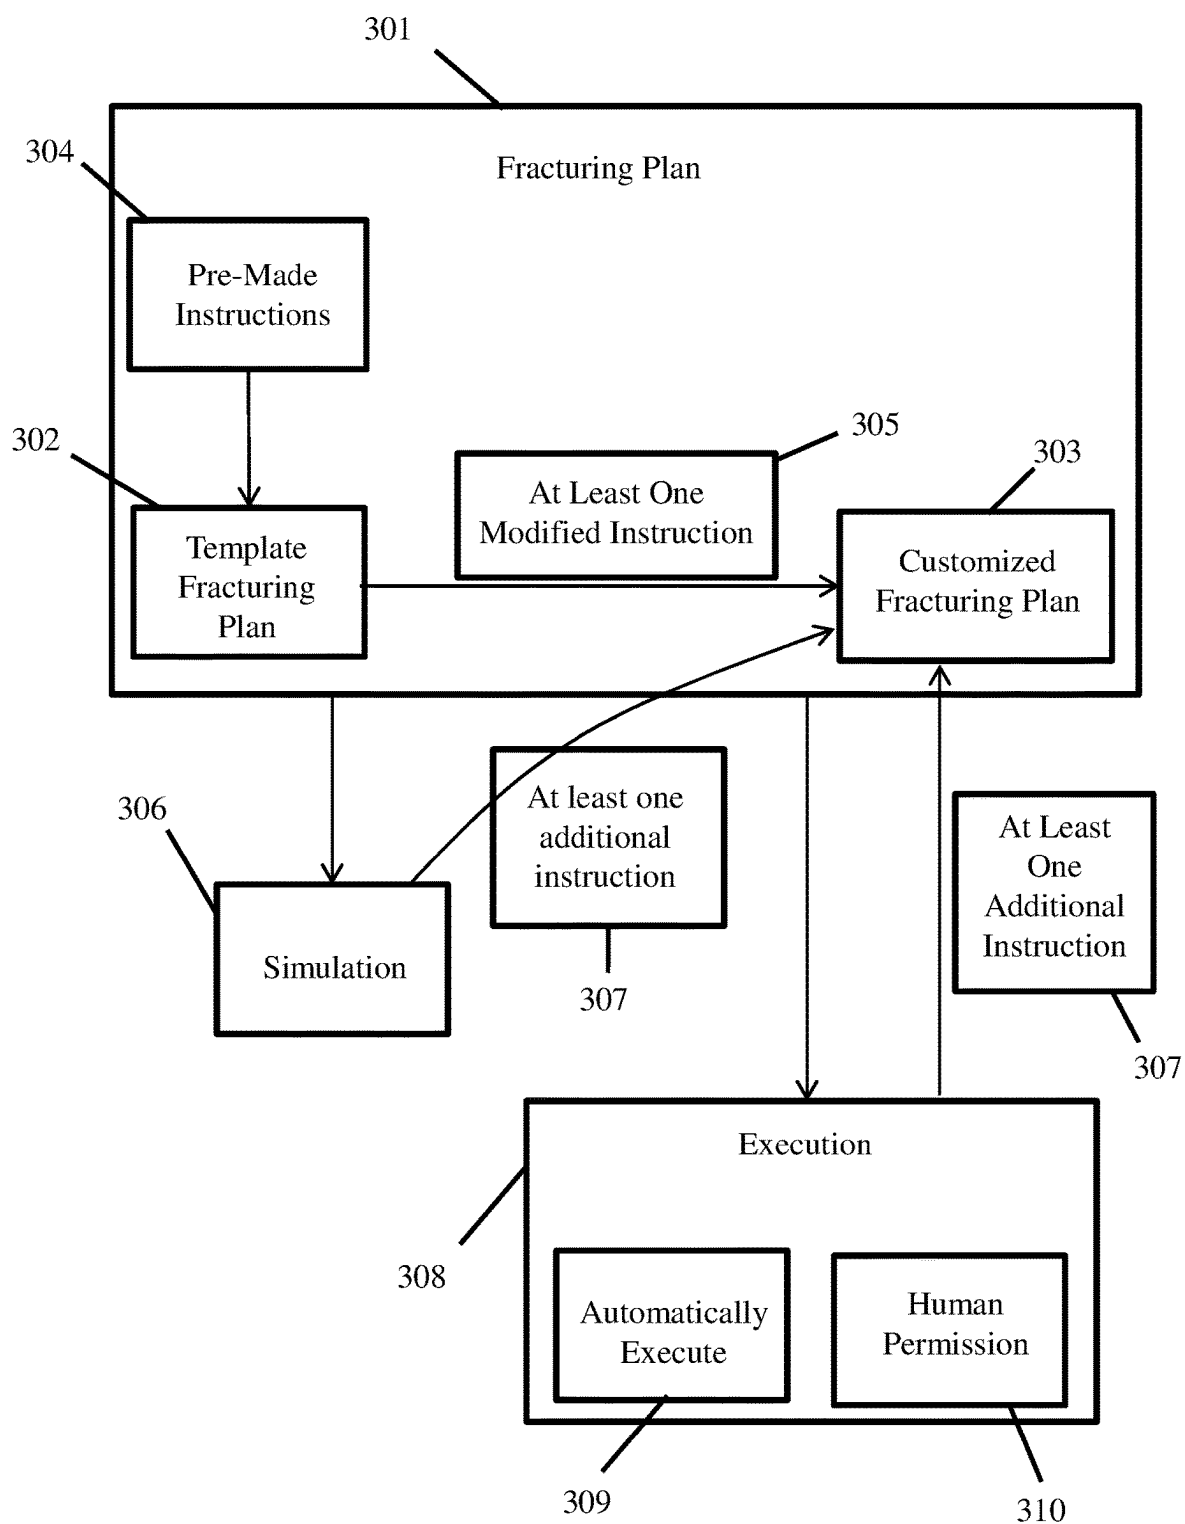 301
304
Fracturing Plan
Pre-Made
Instructions
302
305
303
At Least One
Modified Instruction
Template
Fracturing
Plan
Customized
Fracturing Plan
306
At least one
additional
instruction
307
At Least
One
Additional
Instruction
307
Simulation
Execution
308
Automatically
Execute
Human
Permission
309
310